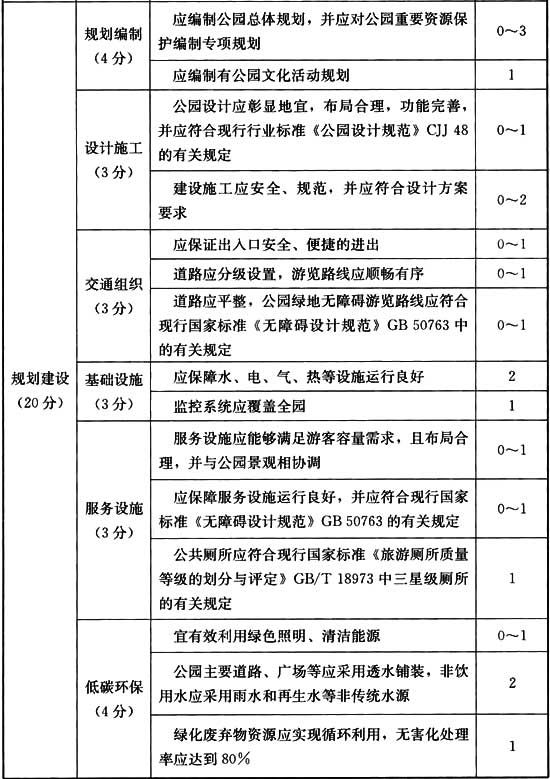 规划建设
（20分）
规划编制
（4分）
应编制公园总体规划，并应对公园重要资源保
护编制专项规划
0～3
应编制有公园文化活动规划
1
设计施工
（3分）
公园设计应彰显地宜，布局合理，功能完善，
并应符合现行行业标准《公园设计规范》CJJ 48
的有关规定
0～1
建设施工应安全、规范，并应符合设计方案
要求
0～2
交通组织
（3分）
应保证出入口安全、便捷的进出
0～1
道路应分级设置，游览路线应顺畅有序
0～1
道路应平整，公园绿地无障碍游览路线应符合
现行国家标准《无障碍设计规范》GB 50763 中
的有关规定
0～1
基础设施
（3分）
应保障水、电、气、热等设施运行良好
2
监控系统应覆盖全园
1
服务设施
（3分）
服务设施应能够满足游客容量需求，且布局合
理，并与公园景观相协调
0～1
应保障服务设施运行良好，并应符合现行国家
标准《无障碍设计规范》GB 50763 的有关规定
0～1
公共厕所应符合现行国家标准《旅游厕所质量
等级的划分与评定》GB/T 18973 中三星级厕所
的有关规定
1
低碳环保
（4分）
宜有效利用绿色照明、清洁能源
0～1
公园主要道路、广场等应采用透水铺装，非饮
用水应采用雨水和再生水等非传统水源
2
绿化废弃物资源应实现循环利用，无害化处理
率应达到 80％
1